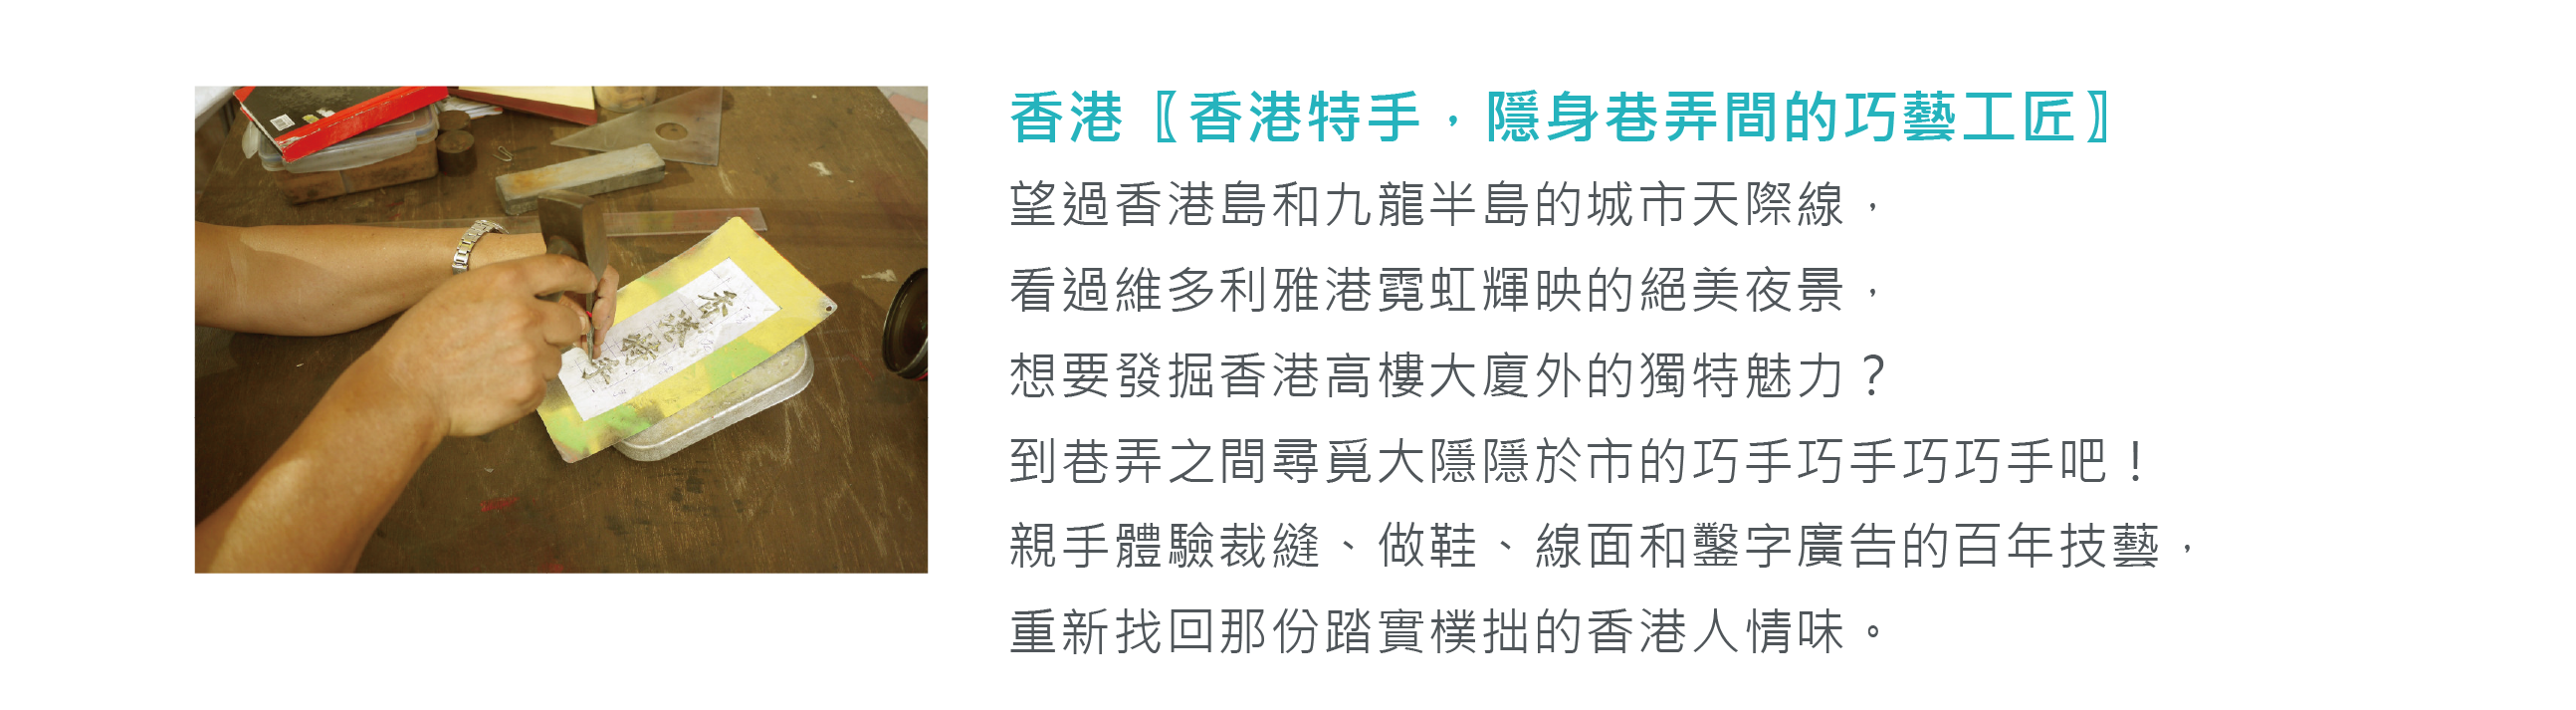 香港〖香港特手，隱身巷弄間的巧藝工匠〗
望過香港島和九龍半島的城市天際線，
看過維多利雅港霓虹輝映的絕美夜景，
想要發掘香港高樓大廈外的獨特魅力？
到巷弄之間尋覓大隱隱於市的巧手巧手巧巧手吧！
親手體驗裁縫、做鞋、線面和鑿字廣告的百年技藝，
重新找回那份踏實樸拙的香港人情味。